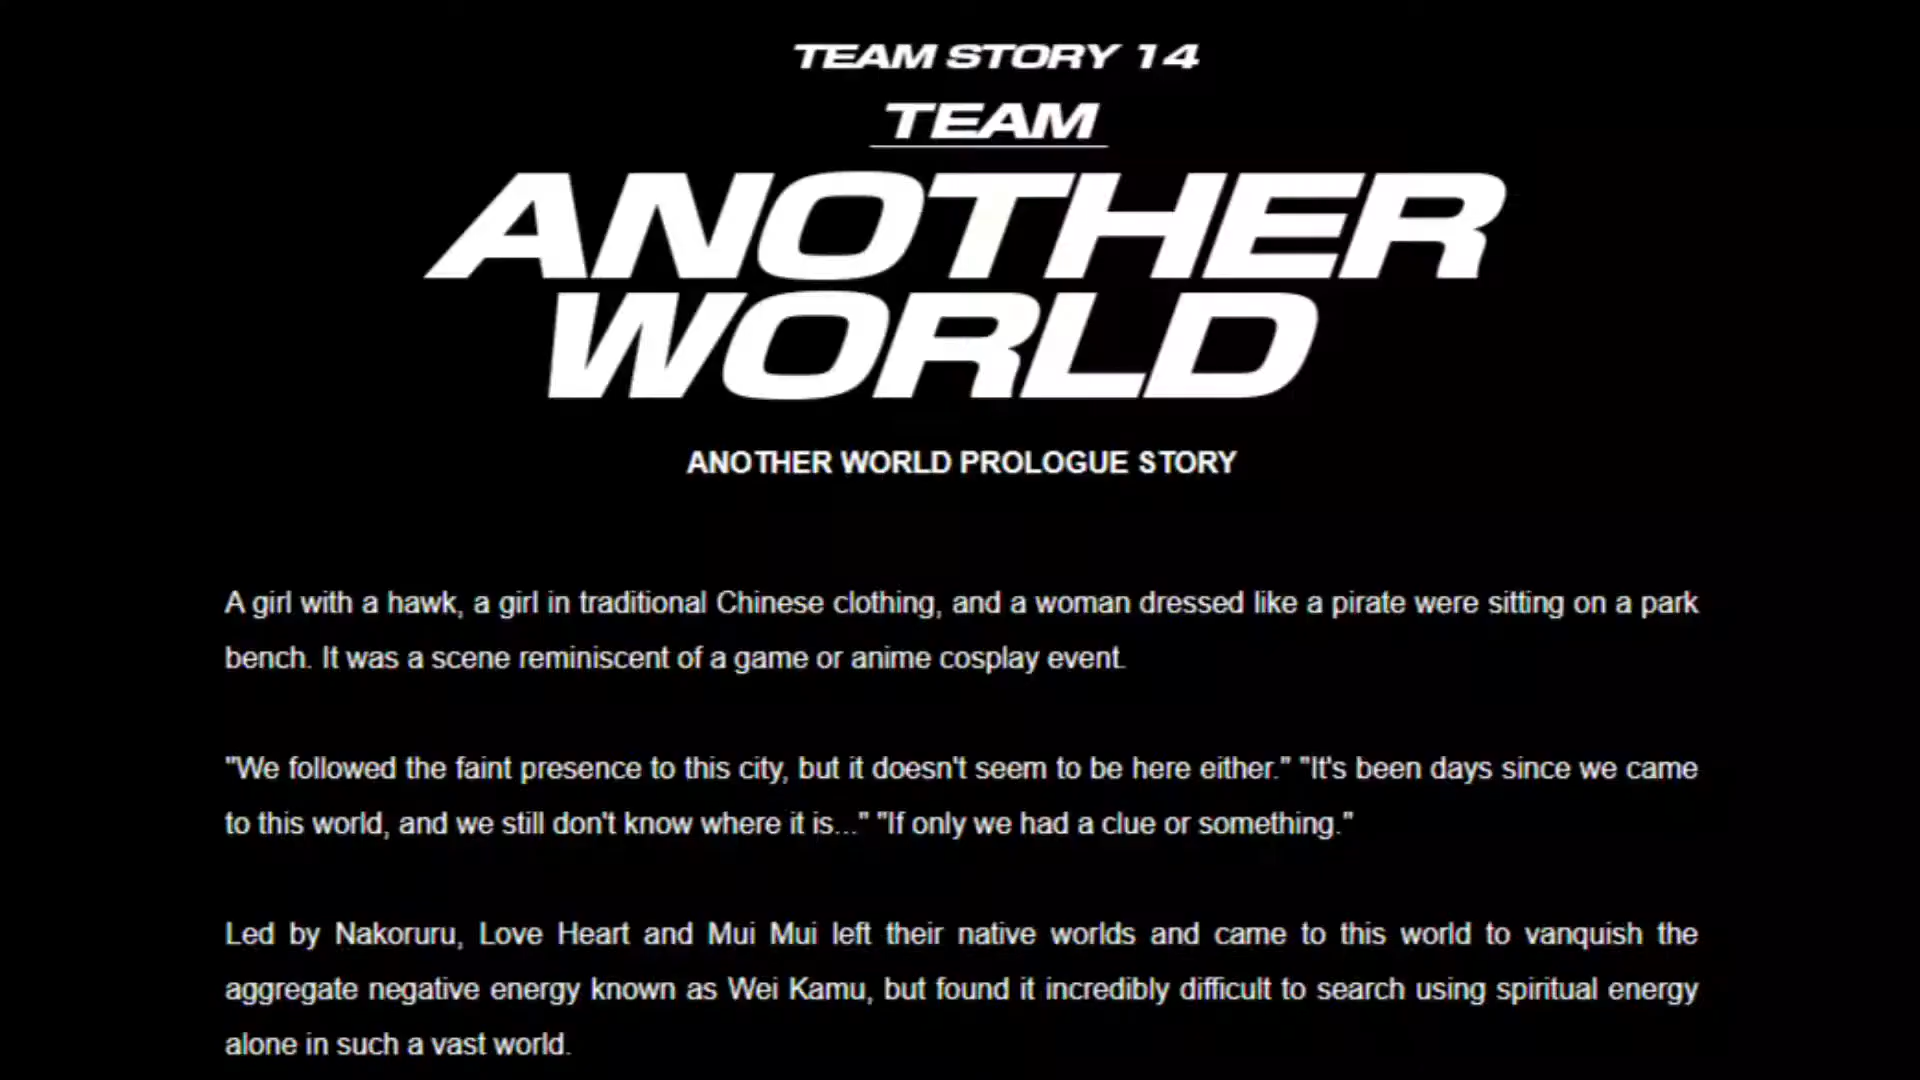 TEAM STORY 14
TEAM
ANOTHER
WORLD
ANOTHER WORLD PROLOGUE STORY
A girl with a hawk, a girl in traditional Chinese clothing, and a woman dressed like a pirate were sitting on a park
bench. It was a scene reminiscent of a game or anime cosplay event.
"We followed the faint presence to this city, but it doesn't seem to be here either." "It's been days since we came
to this world, and we still don't know where it is..." "If only we had a clue or something."
Led by Nakoruru, Love Heart and Mui Mui left their native worlds and came to this world to vanquish the
aggregate negative energy known as Wei Kamu, but found it incredibly difficult to search using spiritual energy
alone in such a vast world.